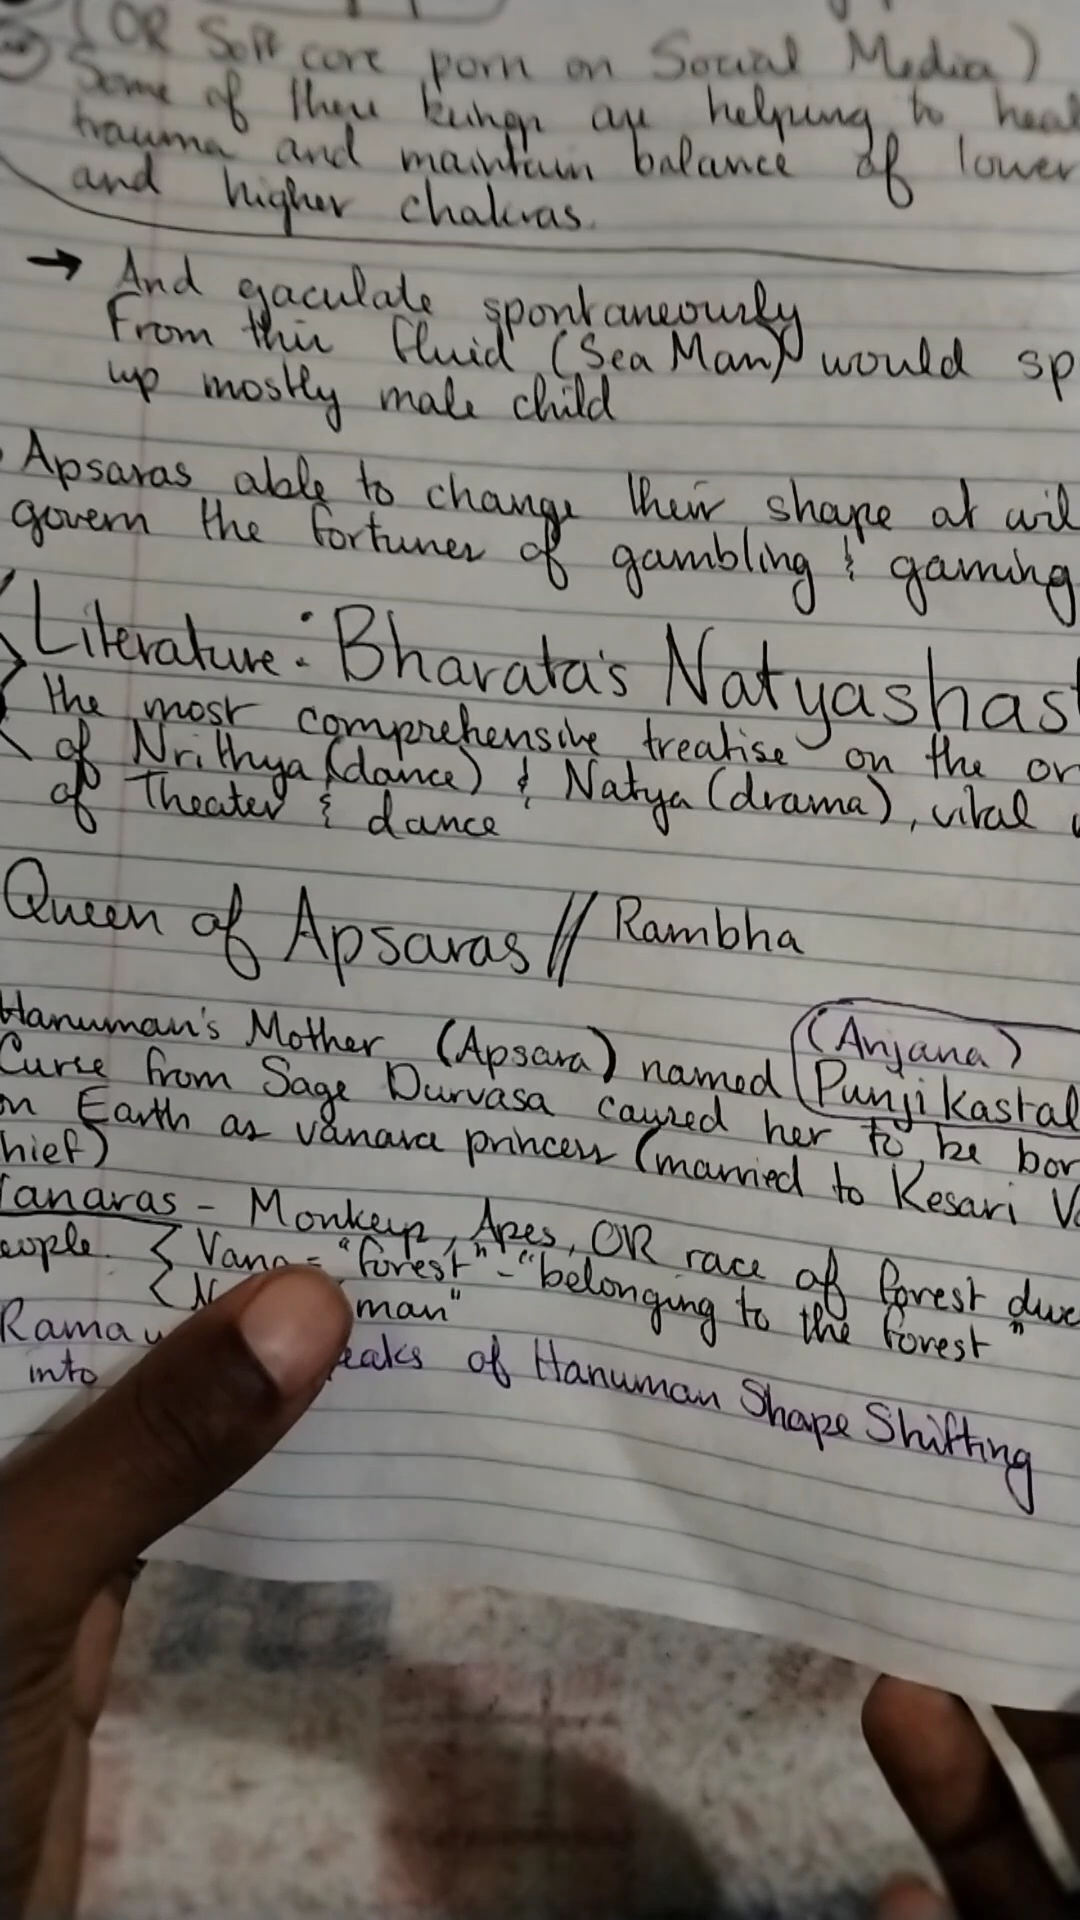 (OR Soft core porn on Social Media)
Some of these beings are helping to heal
trauma and maintain balance of lower
and higher chakras.
→ And ejaculate spontaneously
From this fluid (Sea Man) would sp
up mostly male child
Apsaras able to change their shape at wil
govern the fortunes of gambling & gaming
Literature: Bharata's Natyashast
the most comprehensive treatise on the or
of Nrithya (dance) & Natya (drama), vital
of Theater & dance
Queen of Apsaras // Rambha
Hanuman's Mother (Apsara) named (Anjana)
Punjikastal
Curse from Sage Durvasa caused her to be bor
on Earth as vanara princess (married to Kesari Va
hief)
Vanaras - Monkeys, Apes, OR race of forest dwe
eople. { Vana = "forest" - "belonging to the forest"
{ N man"
Rama eaks of Hanuman Shape Shifting
into